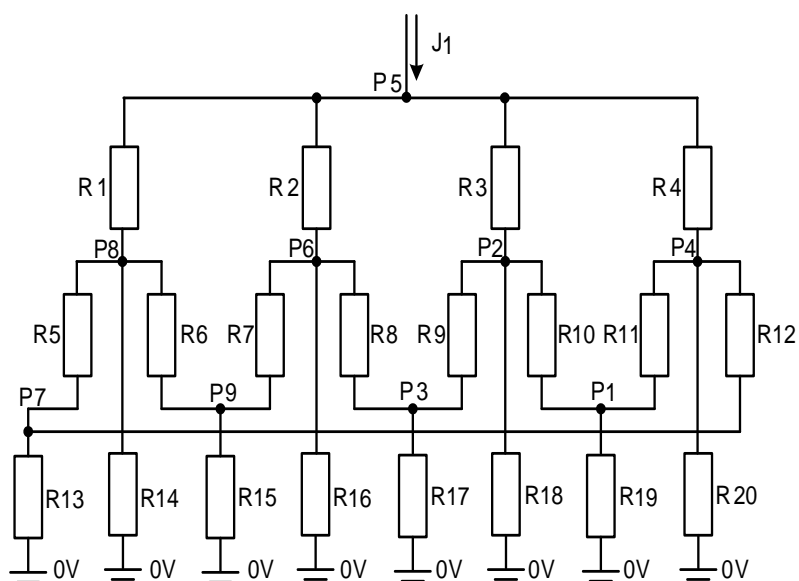 J1
P5
R1 R2 R3 R4
P8 P6 P2 P4
R5 R6 R7 R8 R9 R10 R11 R12
P7 P9 P3 P1
R13 R14 R15 R16 R17 R18 R19 R20
0V 0V 0V 0V 0V 0V 0V 0V